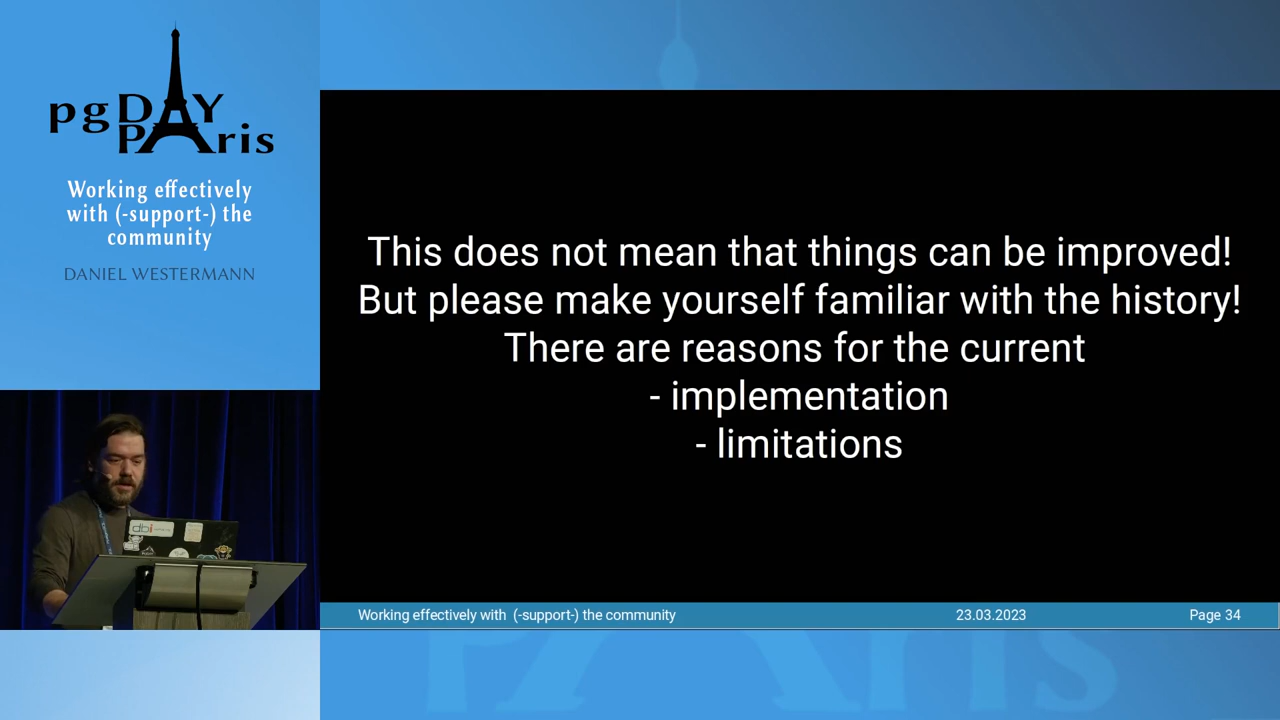 pgDAY
PAris
Working effectively
with (-support-) the
community
DANIEL WESTERMANN
This does not mean that things can be improved!
But please make yourself familiar with the history!
There are reasons for the current
- implementation
- limitations
dbi
Working effectively with (-support-) the community 23.03.2023 Page 34